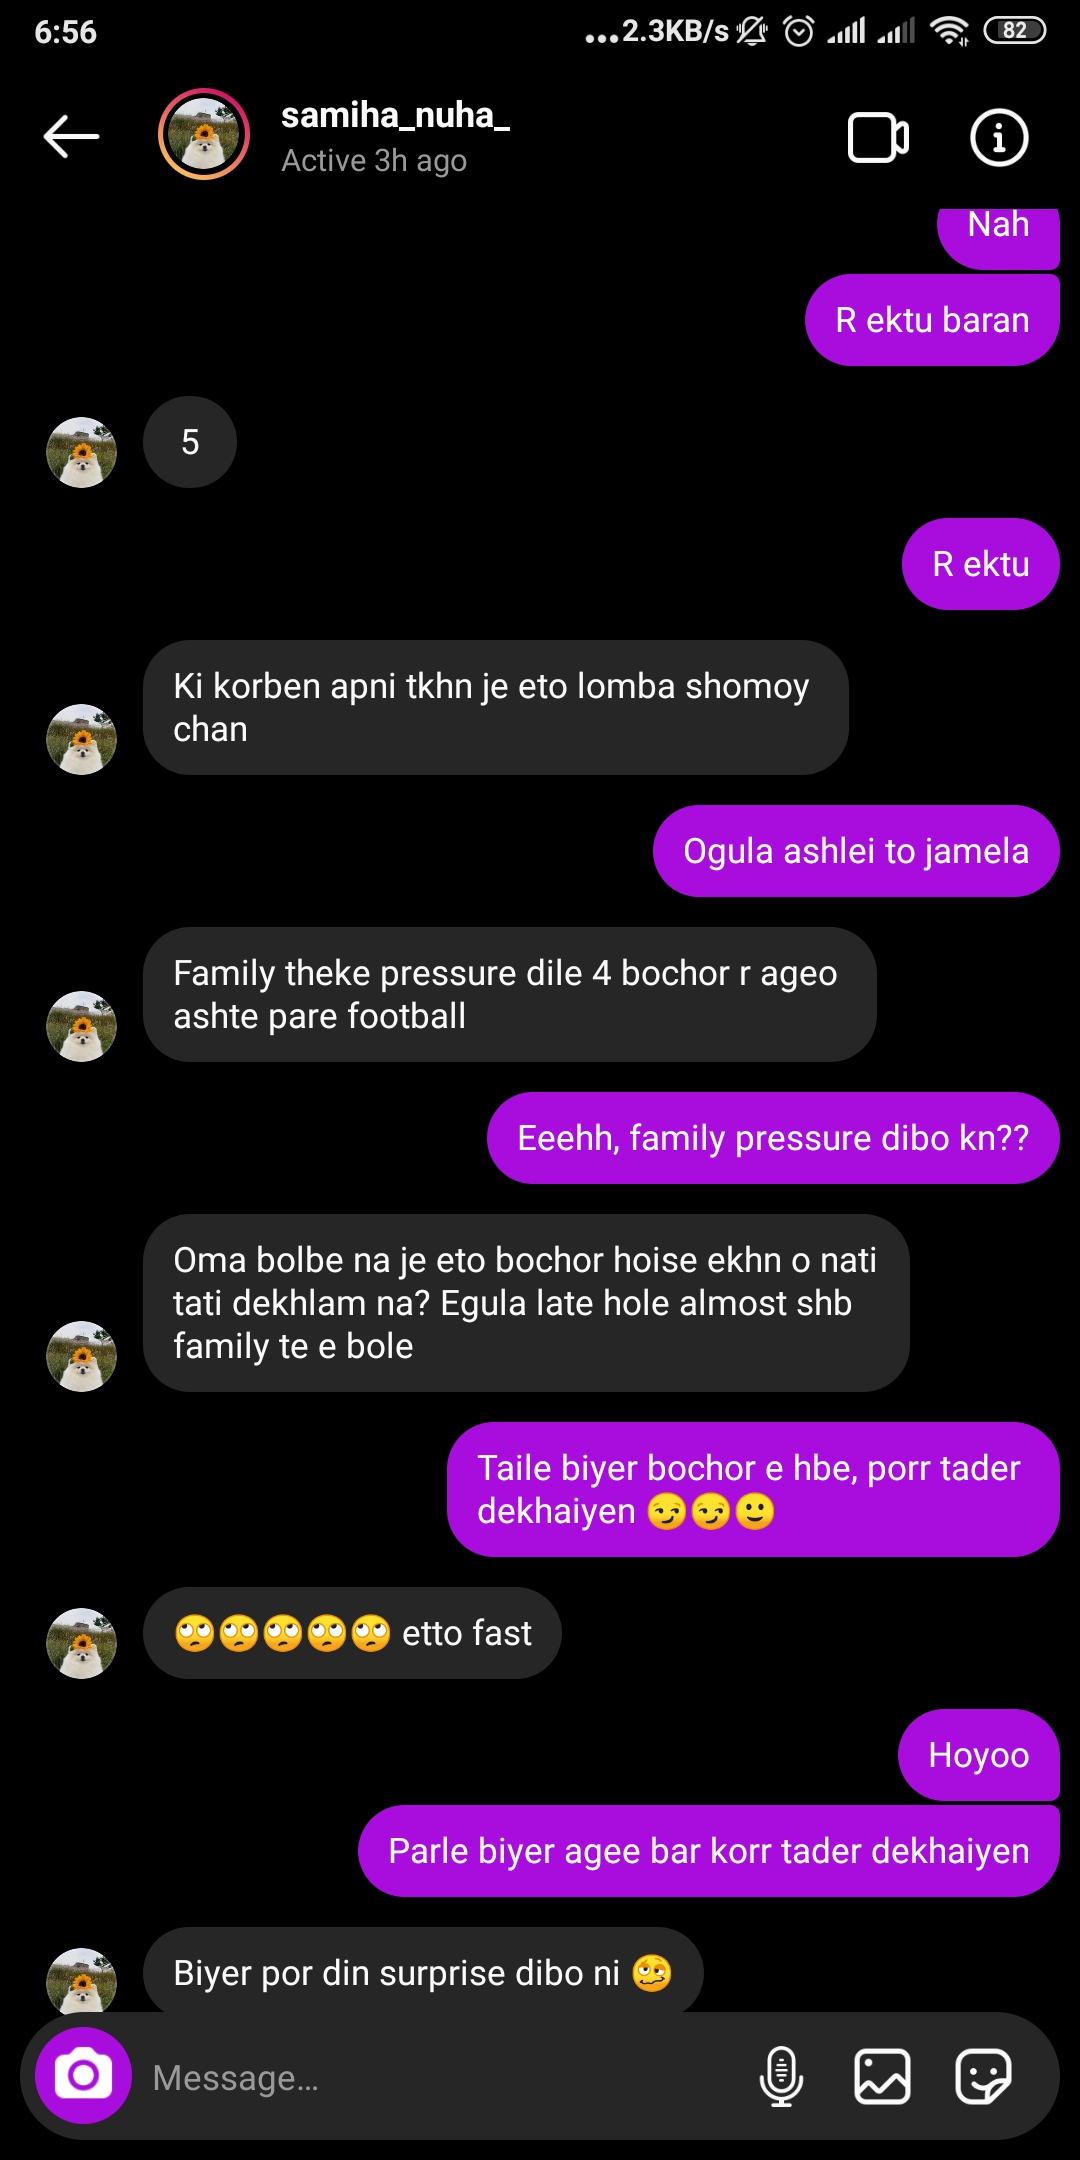 6:56
...2.3KB/s
82
samiha_nuha_
Active 3h ago
Nah
R ektu baran
5
R ektu
Ki korben apni tkhn je eto lomba shomoy
chan
Ogula ashlei to jamela
Family theke pressure dile 4 bochor r ageo
ashte pare football
Eeehh, family pressure dibo kn??
Oma bolbe na je eto bochor hoise ekhn o nati
tati dekhlam na? Egula late hole almost shb
family te e bole
Taile biyer bochor e hbe, porr tader
dekhaiyen 😏😏🙂
🙄🙄🙄🙄🙄 etto fast
Hoyoo
Parle biyer agee bar korr tader dekhaiyen
Biyer por din surprise dibo ni 🥴
Message...